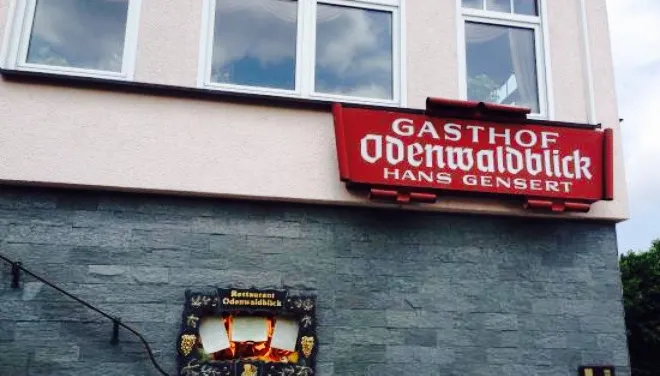 GASTHOF
Odenwaldblick
HANS GENSERT
Restaurant
Odenwaldblick